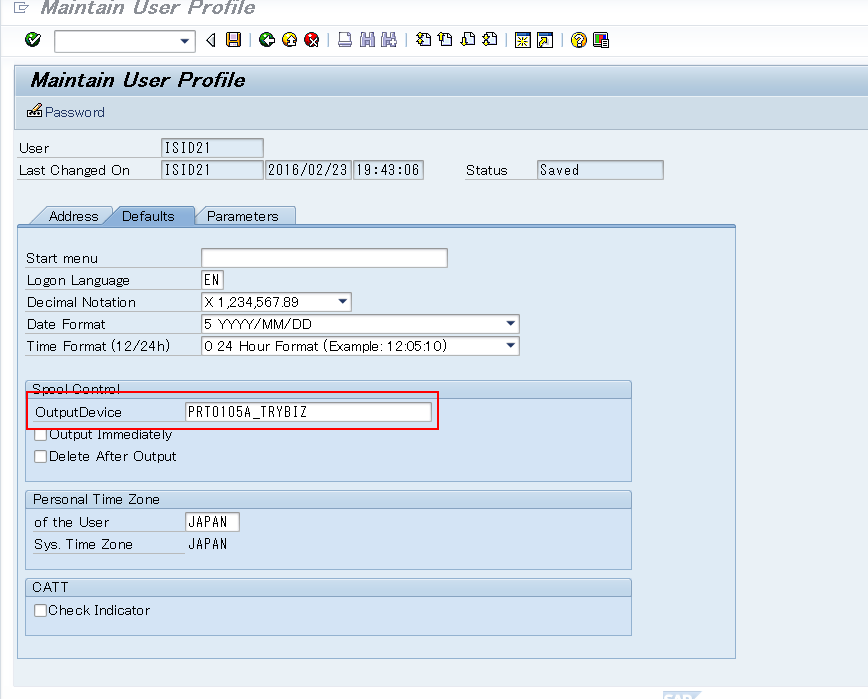 Maintain User Profile
Maintain User Profile
Password
User ISID21
Last Changed On ISID21 2016/02/23 19:43:06 Status Saved
Address Defaults Parameters
Start menu
Logon Language EN
Decimal Notation X 1,234,567.89
Date Format 5 YYYY/MM/DD
Time Format (12/24h) 0 24 Hour Format (Example: 12:05:10)
Spool Control
OutputDevice PRT0105A_TRYBIZ
Output Immediately
Delete After Output
Personal Time Zone
of the User JAPAN
Sys. Time Zone JAPAN
CATT
Check Indicator
SAP